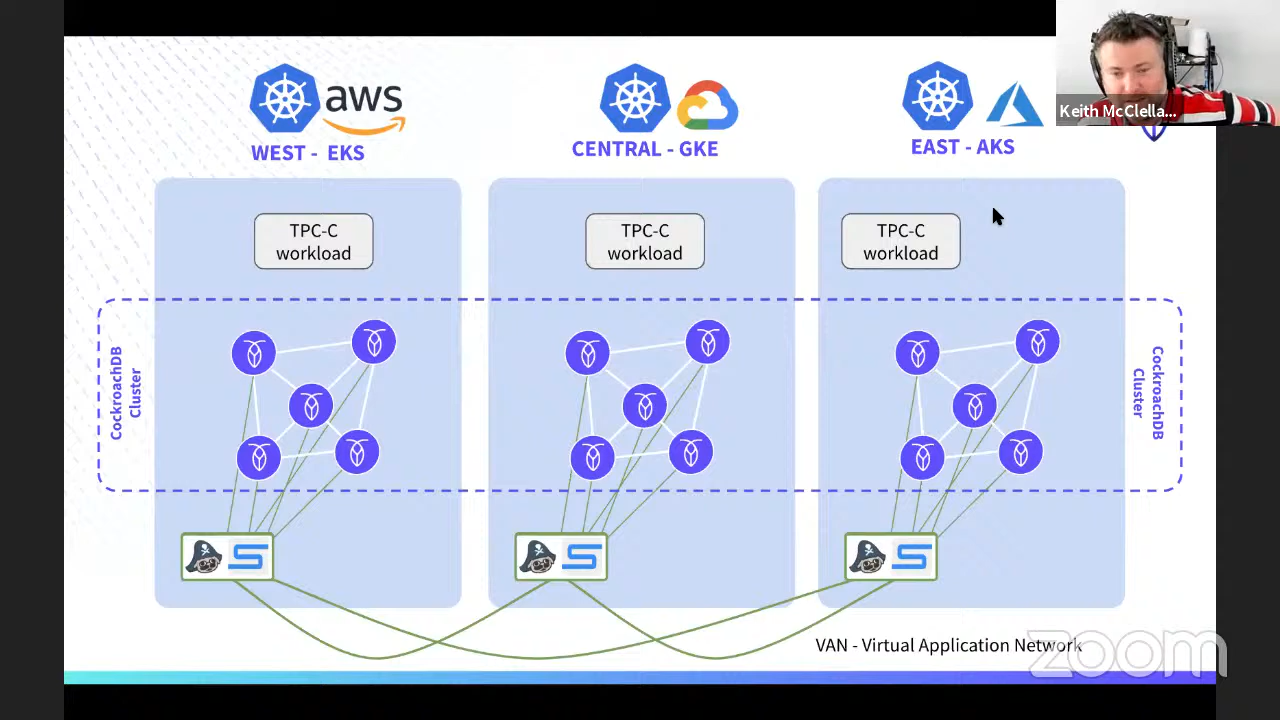 aws
WEST - EKS
CENTRAL - GKE
EAST - AKS
Keith McClella...
TPC-C
workload
TPC-C
workload
TPC-C
workload
CockroachDB
Cluster
CockroachDB
Cluster
VAN - Virtual Application Network
zoom